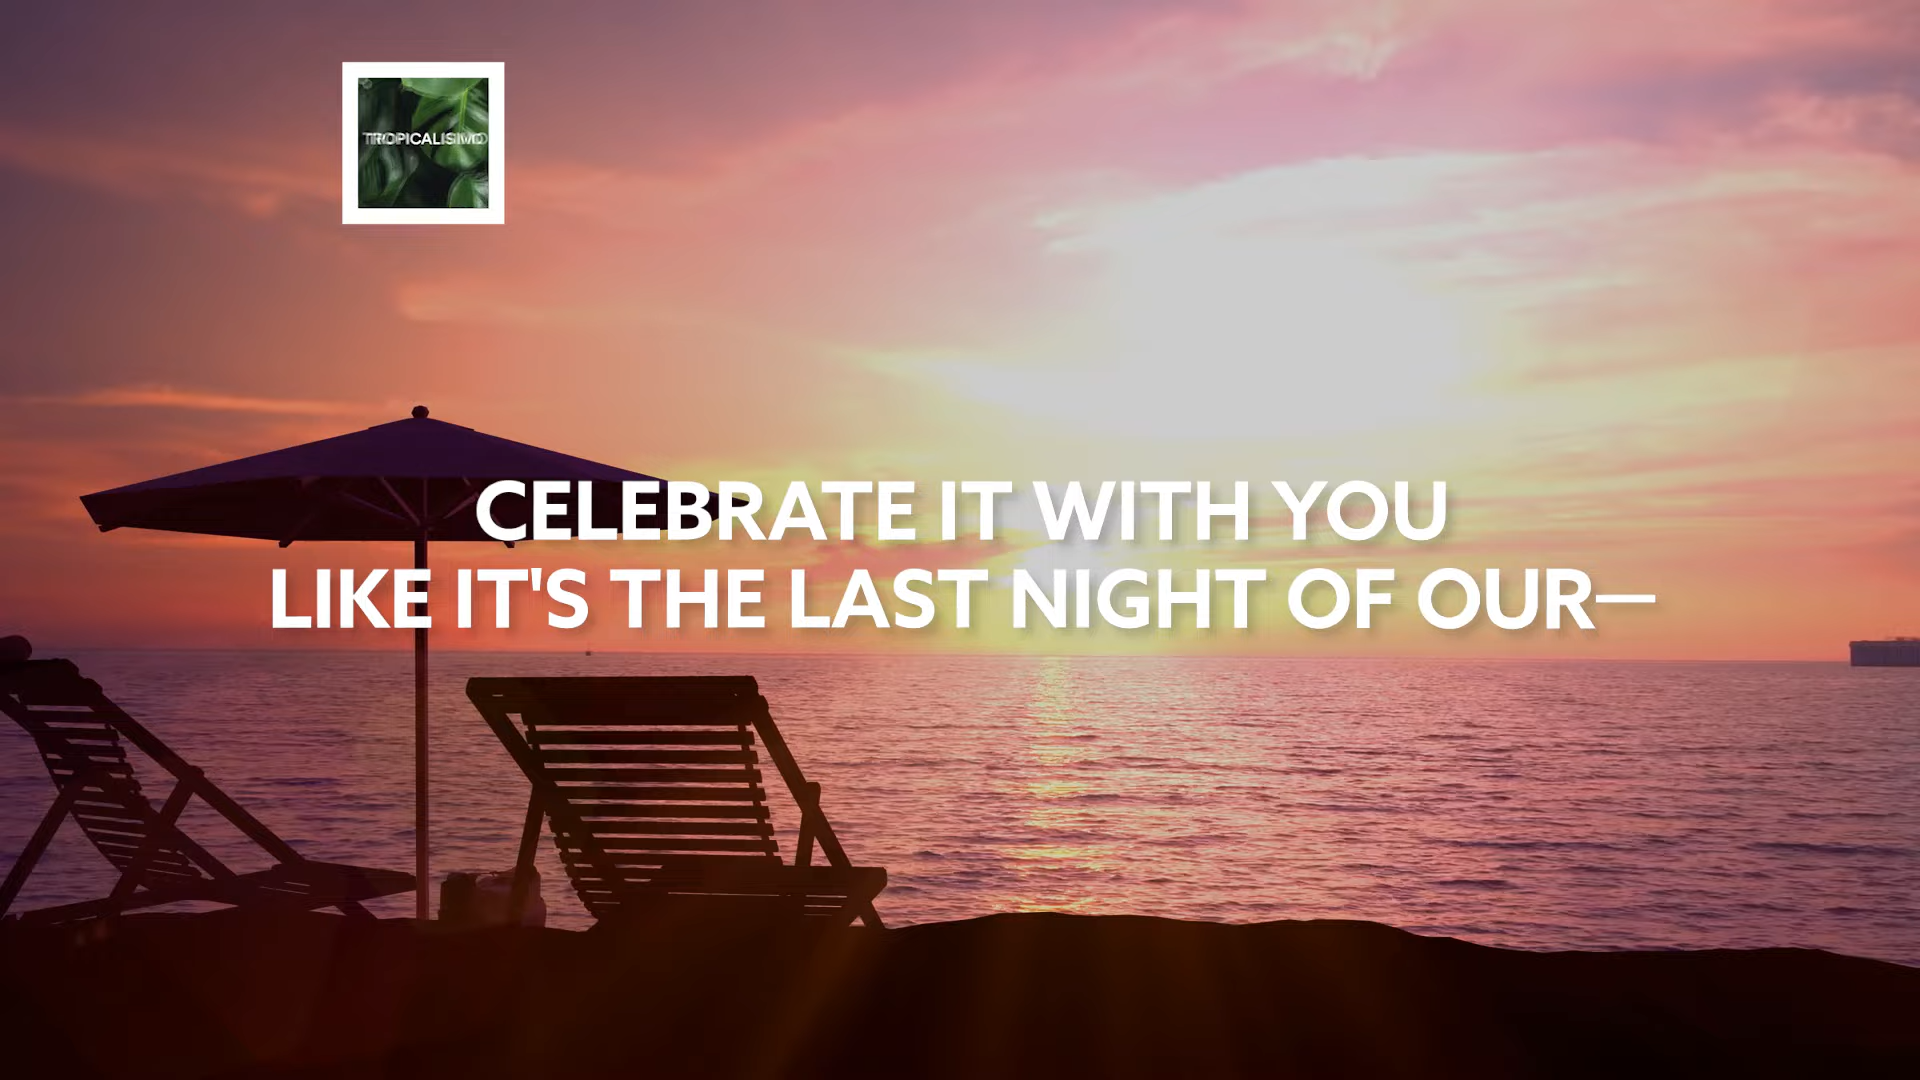 TROPICALISIMO
CELEBRATE IT WITH YOU
LIKE IT'S THE LAST NIGHT OF OUR—